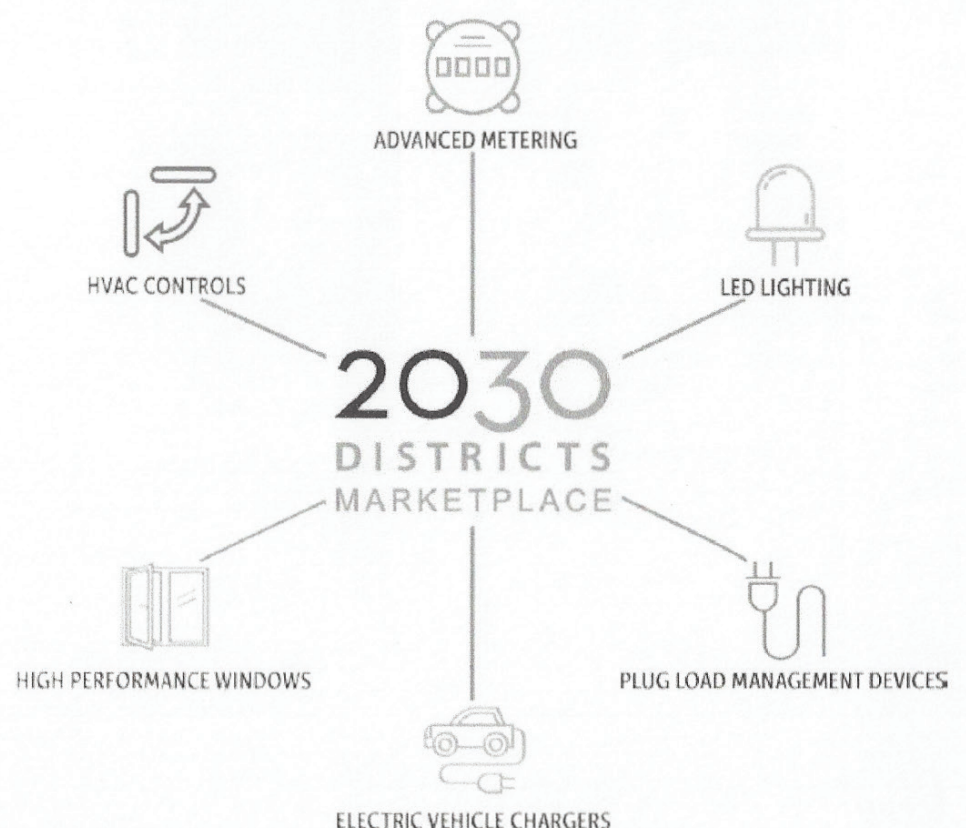 ADVANCED METERING
HVAC CONTROLS
LED LIGHTING
2030
DISTRICTS
MARKETPLACE
HIGH PERFORMANCE WINDOWS
PLUG LOAD MANAGEMENT DEVICES
ELECTRIC VEHICLE CHARGERS